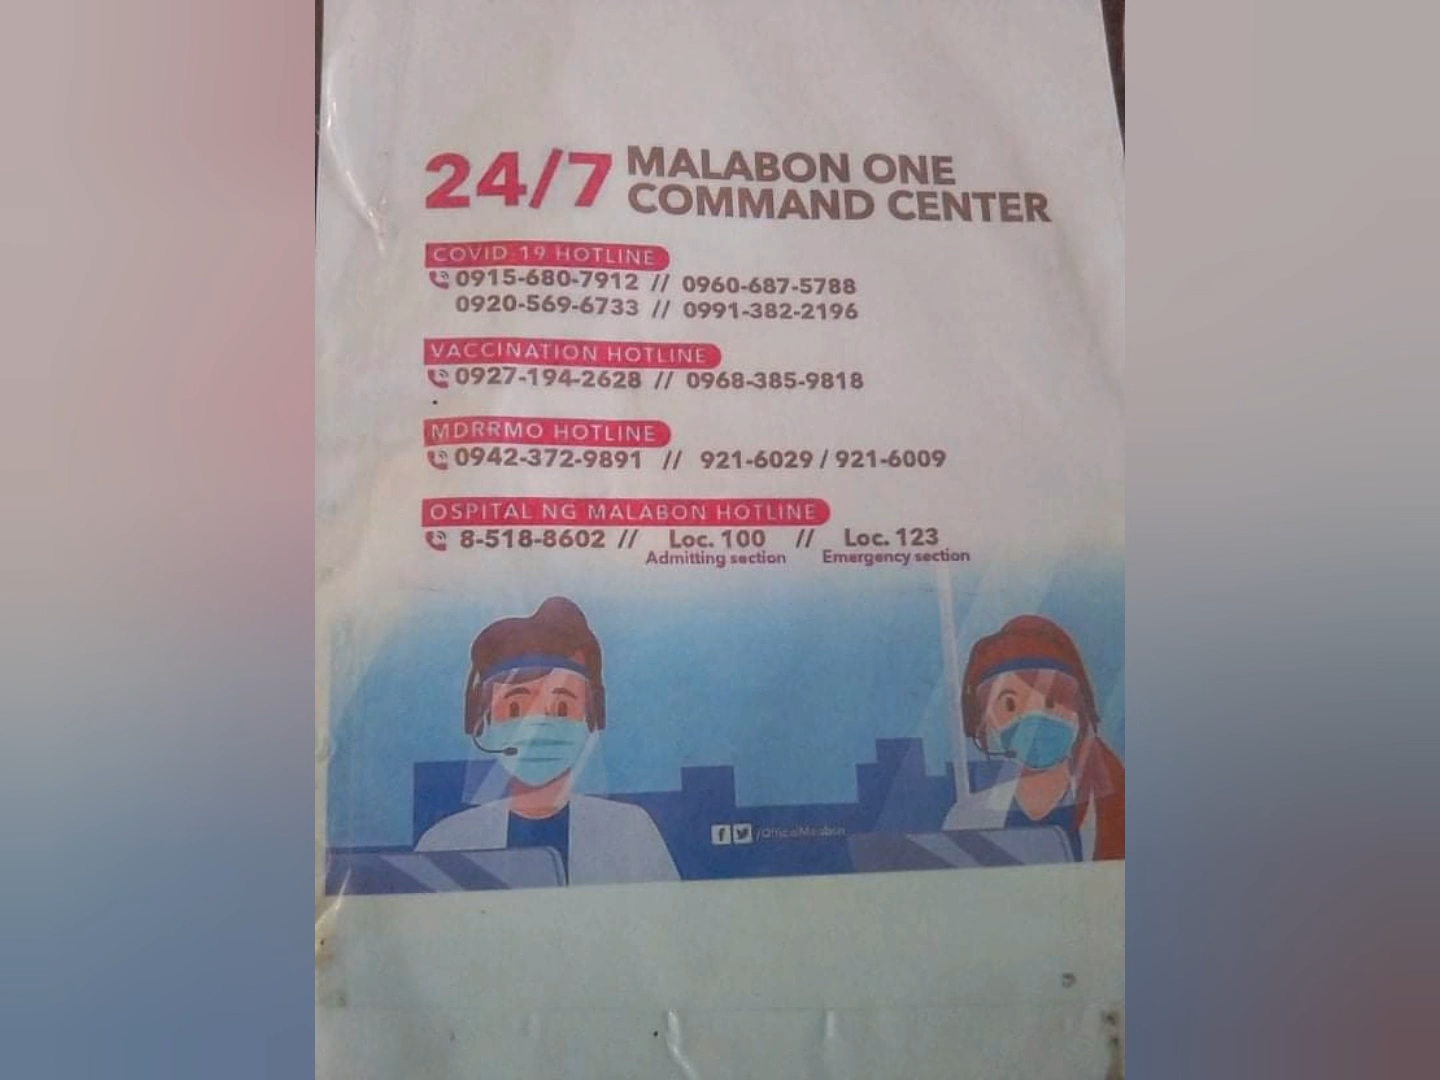 24/7 MALABON ONE
COMMAND CENTER
COVID 19 HOTLINE
0915-680-7912 // 0960-687-5788
0920-569-6733 // 0991-382-2196
VACCINATION HOTLINE
0927-194-2628 // 0968-385-9818
MDRRMO HOTLINE
0942-372-9891 // 921-6029 / 921-6009
OSPITAL NG MALABON HOTLINE
8-518-8602 // Loc. 100 // Loc. 123
Admitting section Emergency section
/OfficialMalabon